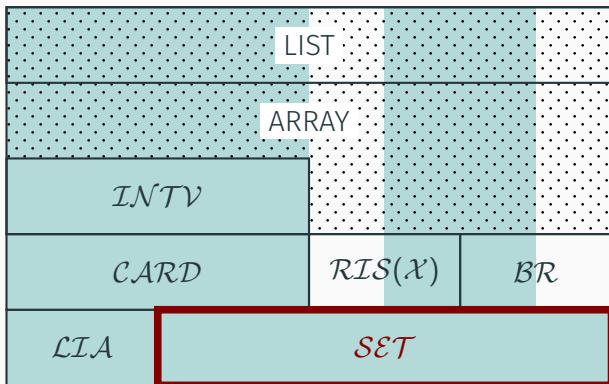 LIST
ARRAY
𝓘𝓝𝓣𝓥
𝓒𝓐𝓡𝓓 𝓡𝓘𝓢(𝓧) 𝓑𝓡
𝓛𝓘𝓐 𝓢𝓔𝓣